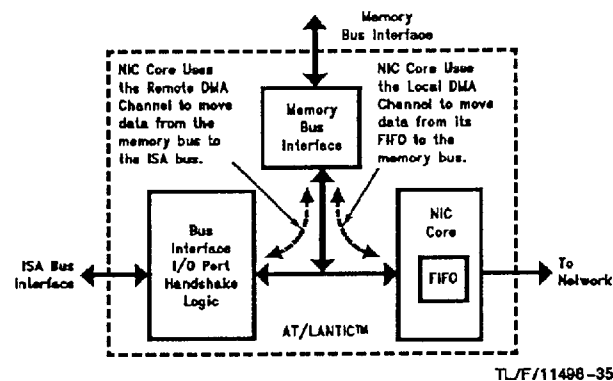 Memory
Bus Interface
NIC Core Uses
the Remote DMA
Channel to move
data from the
memory bus to
the ISA bus.
NIC Core Uses
the Local DMA
Channel to move
data from its
FIFO to the
memory bus.
Memory
Bus
Interface
Bus
Interface
I/O Port
Handshake
Logic
NIC
Core
FIFO
ISA Bus
Interface
To
Network
AT/LANTIC™
TL/F/11498-35